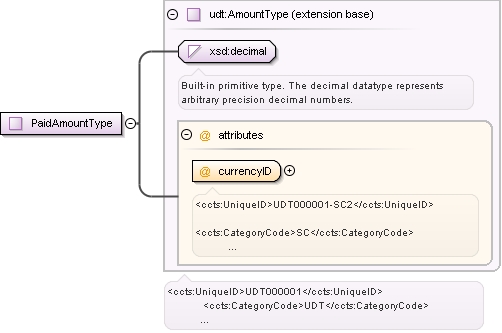 udt:AmountType (extension base)
xsd:decimal
Built-in primitive type. The decimal datatype represents
arbitrary precision decimal numbers.
PaidAmountType
@ attributes
@ currencyID
<ccts:UniqueID>UDT000001-SC2</ccts:UniqueID>
<ccts:CategoryCode>SC</ccts:CategoryCode>
...
<ccts:UniqueID>UDT000001</ccts:UniqueID>
<ccts:CategoryCode>UDT</ccts:CategoryCode>
...